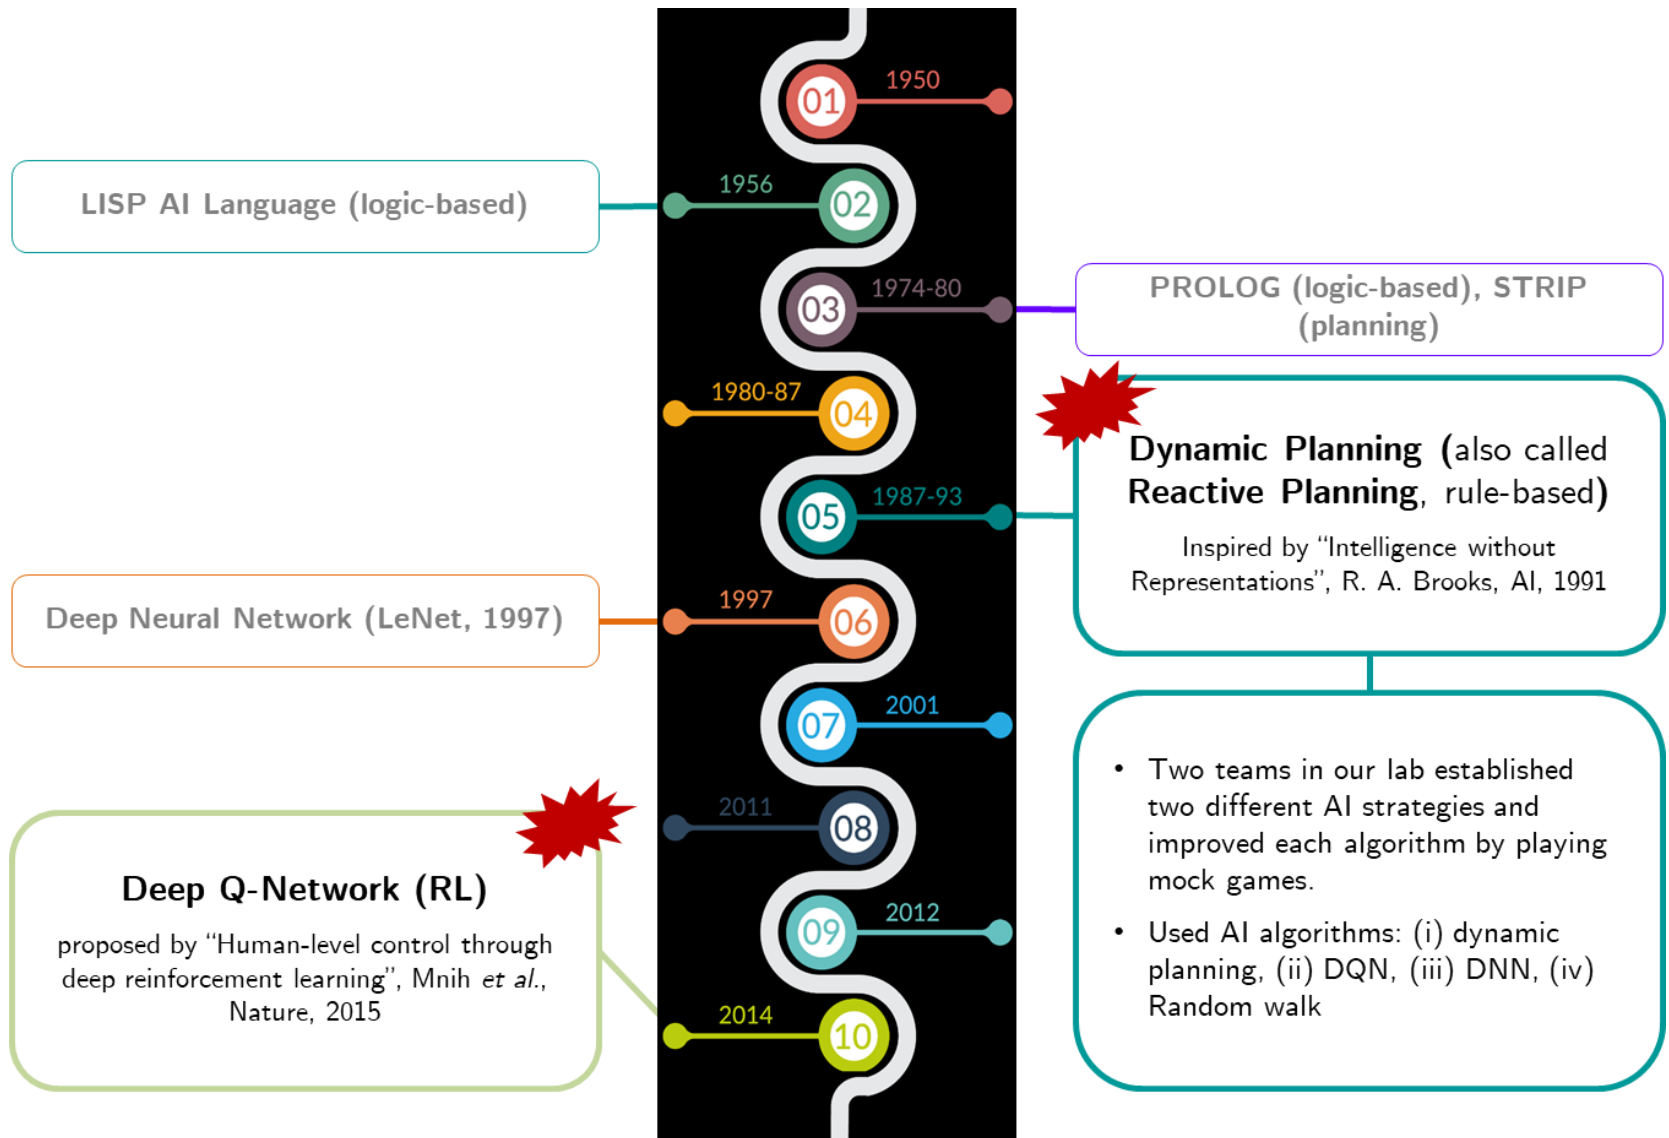 01 1950
1956 02
LISP AI Language (logic-based)
03 1974-80
PROLOG (logic-based), STRIP
(planning)
1980-87 04
05 1987-93
Dynamic Planning (also called
Reactive Planning, rule-based)
Inspired by “Intelligence without
Representations”, R. A. Brooks, AI, 1991
• Two teams in our lab established
two different AI strategies and
improved each algorithm by playing
mock games.
• Used AI algorithms: (i) dynamic
planning, (ii) DQN, (iii) DNN, (iv)
Random walk
1997 06
Deep Neural Network (LeNet, 1997)
07 2001
2011 08
09 2012
2014 10
Deep Q-Network (RL)
proposed by “Human-level control through
deep reinforcement learning”, Mnih et al.,
Nature, 2015